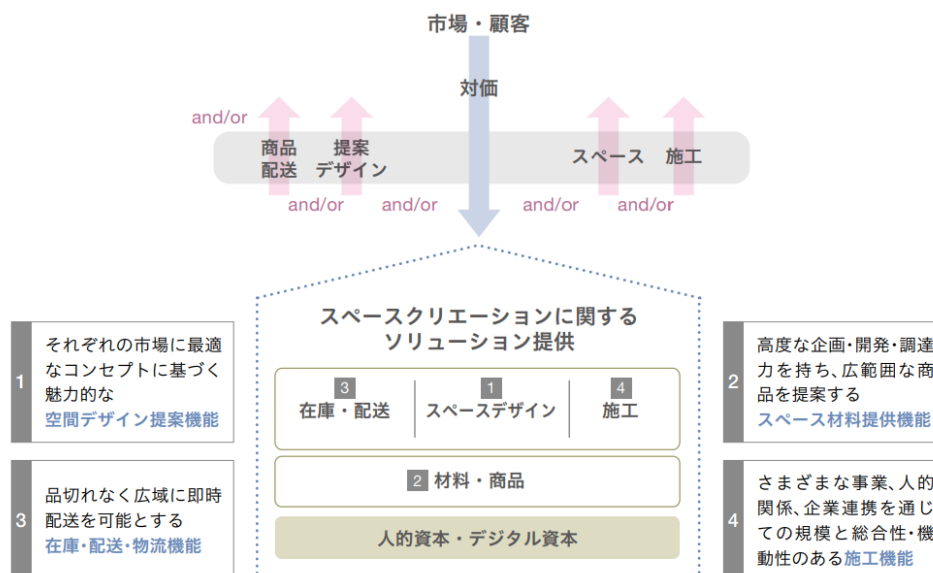 市場・顧客
対価
and/or
商品
配送
提案
デザイン
スペース
施工
and/or
and/or
and/or
and/or
スペースクリエーションに関する
ソリューション提供
3
在庫・配送
1
スペースデザイン
4
施工
2 材料・商品
人的資本・デジタル資本
1
それぞれの市場に最適
なコンセプトに基づく
魅力的な
空間デザイン提案機能
2
高度な企画・開発・調達
力を持ち、広範囲な商
品を提案する
スペース材料提供機能
3
品切れなく広域に即時
配送を可能とする
在庫・配送・物流機能
4
さまざまな事業、人的
関係、企業連携を通じ
ての規模と総合性・機
動性のある施工機能